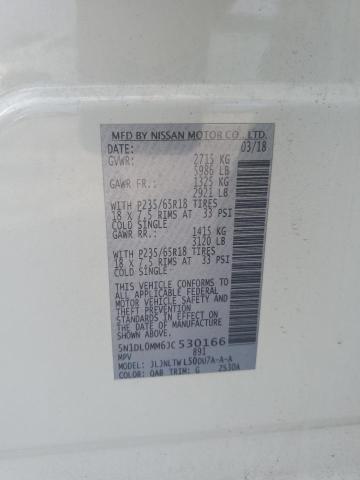 MFD BY NISSAN MOTOR CO., LTD.
DATE: 03/18
GVWR: 2715 KG
5986 LB
GAWR FR.: 1325 KG
2921 LB
WITH P235/65R18 TIRES
18 X 7.5 RIMS AT 33 PSI
COLD SINGLE
GAWR RR.: 1415 KG
3120 LB
WITH P235/65R18 TIRES
18 X 7.5 RIMS AT 33 PSI
COLD SINGLE
THIS VEHICLE CONFORMS TO
ALL APPLICABLE U.S. FEDERAL
MOTOR VEHICLE SAFETY AND
THEFT PREVENTION STANDARDS
IN EFFECT ON THE DATE OF
MANUFACTURE SHOWN ABOVE.
5N1DL0MM6JC530166
MPV 891
JLJNLTWL50DU7A-A-A
COLOR: QAB TRIM: G 2S30A